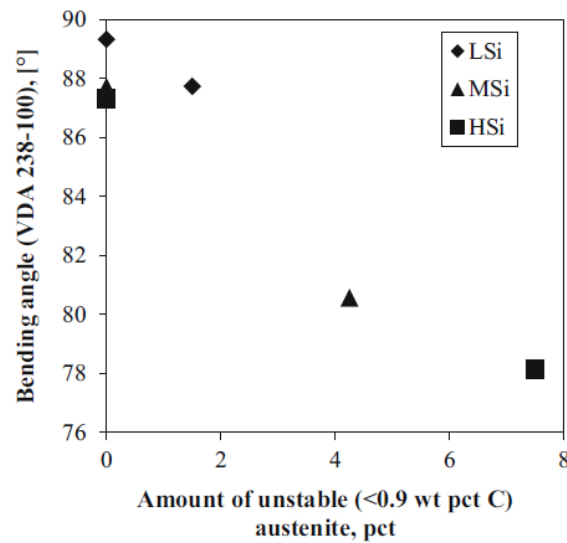 90
88
86
84
82
80
78
76
Bending angle (VDA 238-100), [°]
LSi
MSi
HSi
0 2 4 6 8
Amount of unstable (<0.9 wt pct C)
austenite, pct